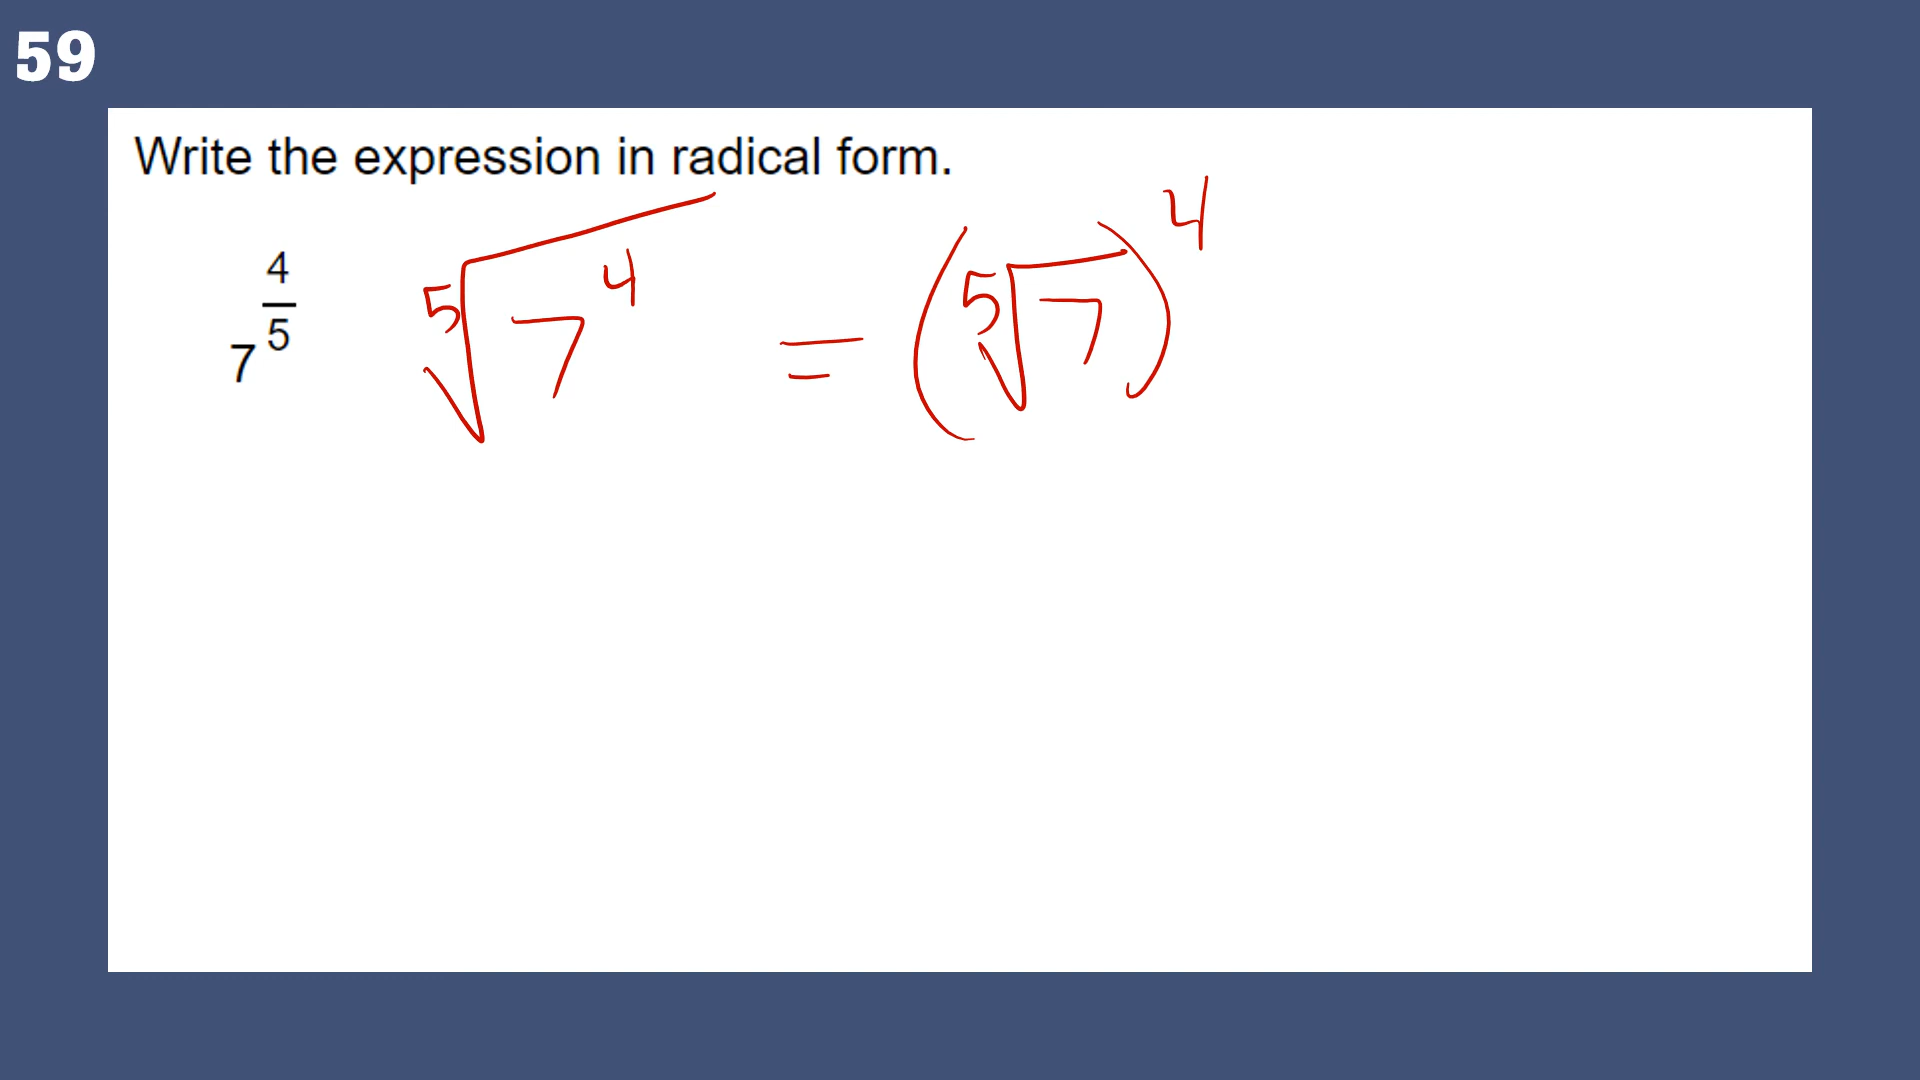 59
Write the expression in radical form.
7^(4/5) ⁵√(7⁴) = (⁵√7)⁴